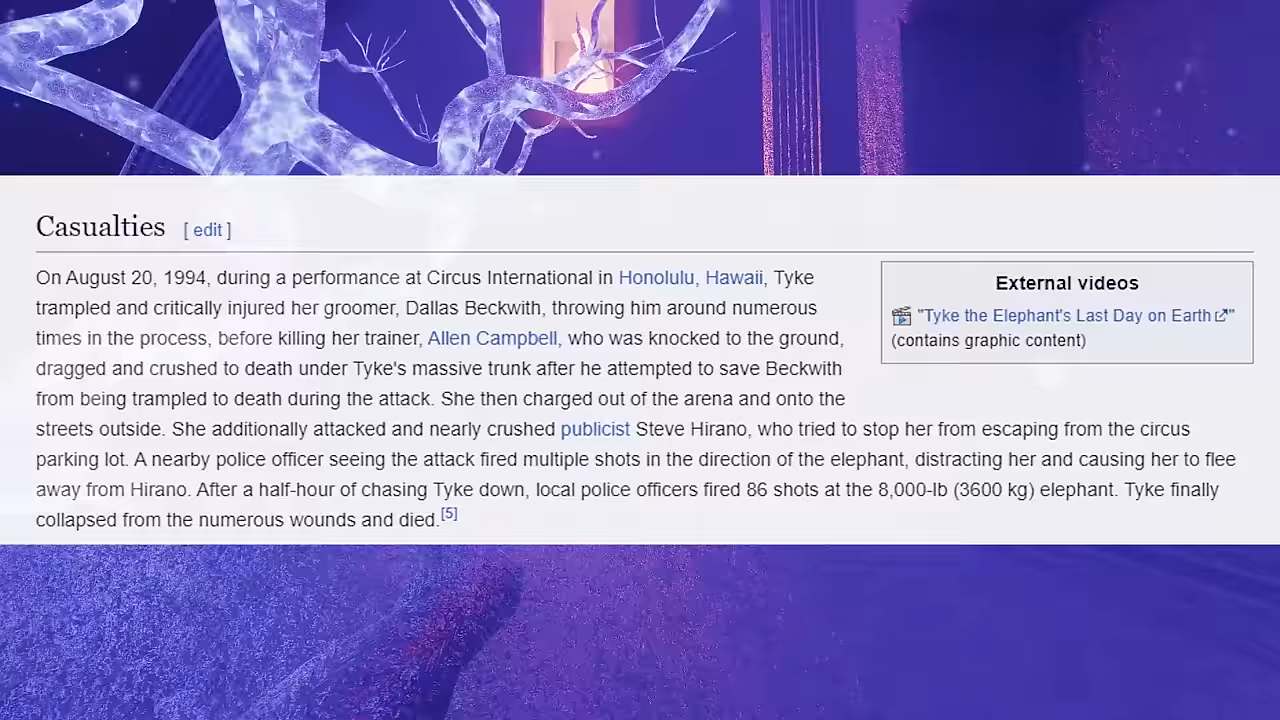 Casualties [ edit ]
On August 20, 1994, during a performance at Circus International in Honolulu, Hawaii, Tyke
trampled and critically injured her groomer, Dallas Beckwith, throwing him around numerous
times in the process, before killing her trainer, Allen Campbell, who was knocked to the ground,
dragged and crushed to death under Tyke's massive trunk after he attempted to save Beckwith
from being trampled to death during the attack. She then charged out of the arena and onto the
streets outside. She additionally attacked and nearly crushed publicist Steve Hirano, who tried to stop her from escaping from the circus
parking lot. A nearby police officer seeing the attack fired multiple shots in the direction of the elephant, distracting her and causing her to flee
away from Hirano. After a half-hour of chasing Tyke down, local police officers fired 86 shots at the 8,000-lb (3600 kg) elephant. Tyke finally
collapsed from the numerous wounds and died.[5]
External videos
"Tyke the Elephant's Last Day on Earth"
(contains graphic content)